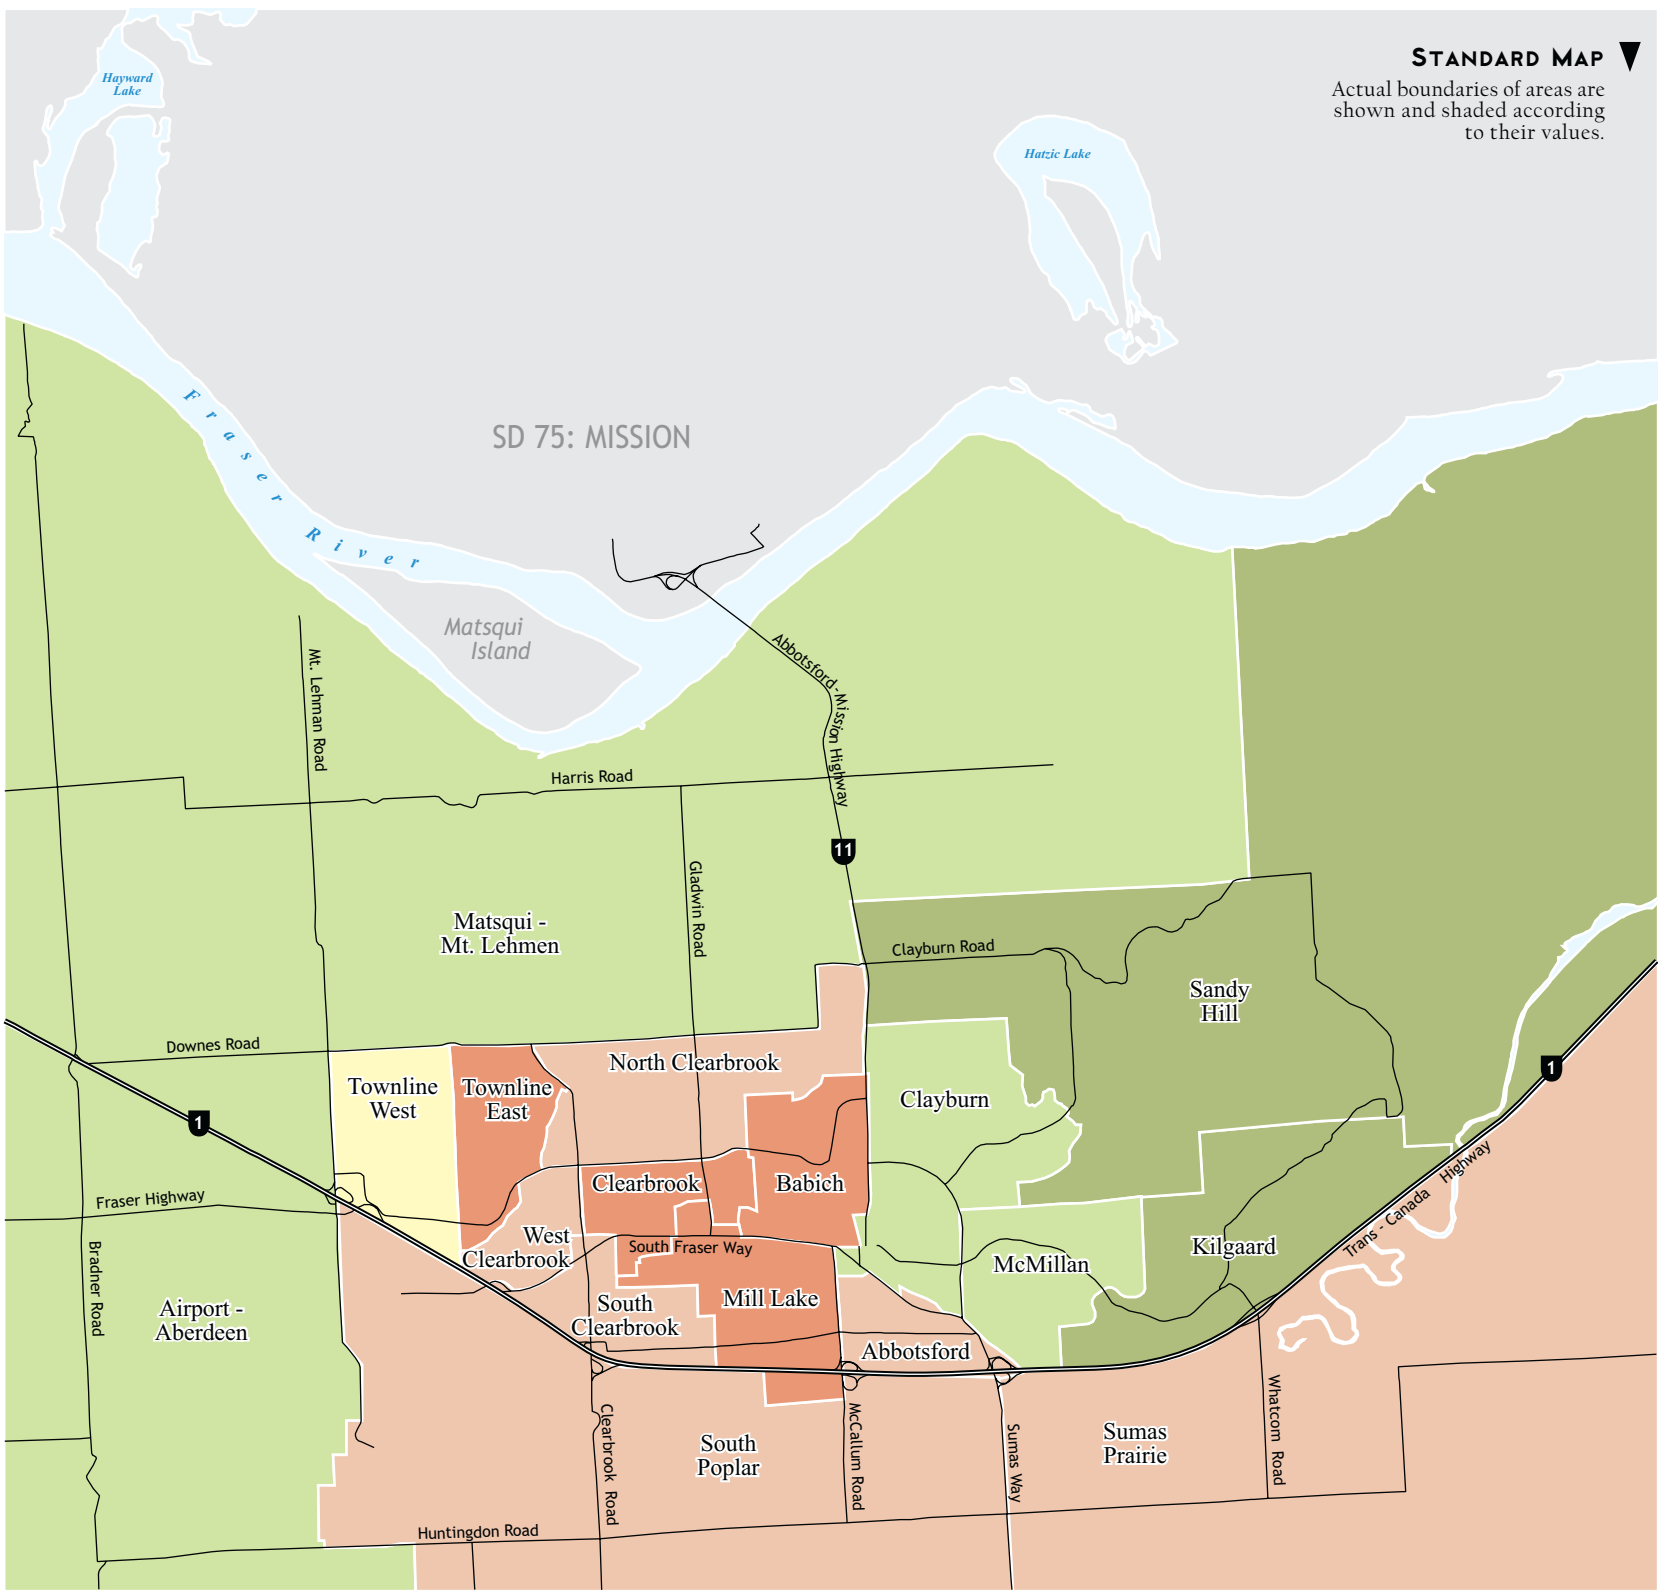 STANDARD MAP
Actual boundaries of areas are
shown and shaded according
to their values.
Hayward
Lake
Hatzic Lake
Fraser River
SD 75: MISSION
Matsqui
Island
Abbotsford-Mission Highway
Mt. Lehman Road
Harris Road
11
Gladwin Road
Matsqui -
Mt. Lehmen
Clayburn Road
Sandy
Hill
Downes Road
North Clearbrook
1
Townline
West
Townline
East
Clayburn
1
Clearbrook
Babich
Fraser Highway
Trans - Canada Highway
West
Clearbrook
South Fraser Way
Kilgaard
McMillan
Bradner Road
Airport -
Aberdeen
Mill Lake
South
Clearbrook
Abbotsford
Clearbrook Road
McCallum Road
Sumas Way
Whatcom Road
South
Poplar
Sumas
Prairie
Huntingdon Road